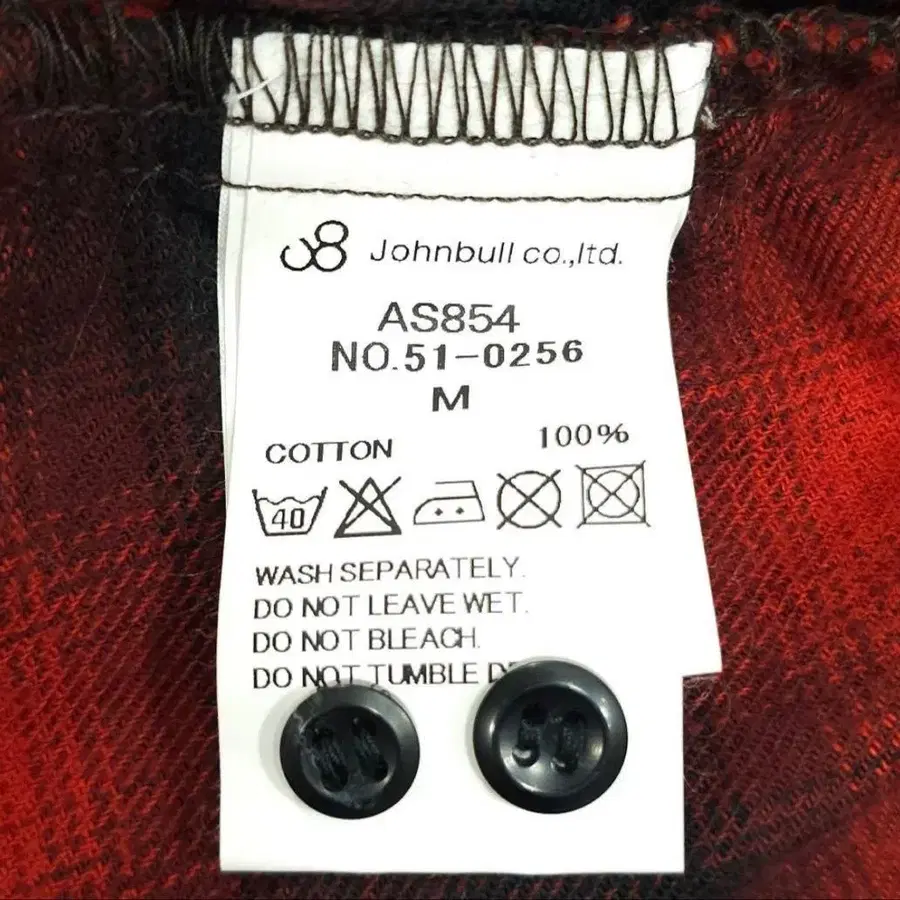 Johnbull co.,ltd.
AS854
NO.51-0256
M
COTTON 100%
40
WASH SEPARATELY.
DO NOT LEAVE WET.
DO NOT BLEACH.
DO NOT TUMBLE